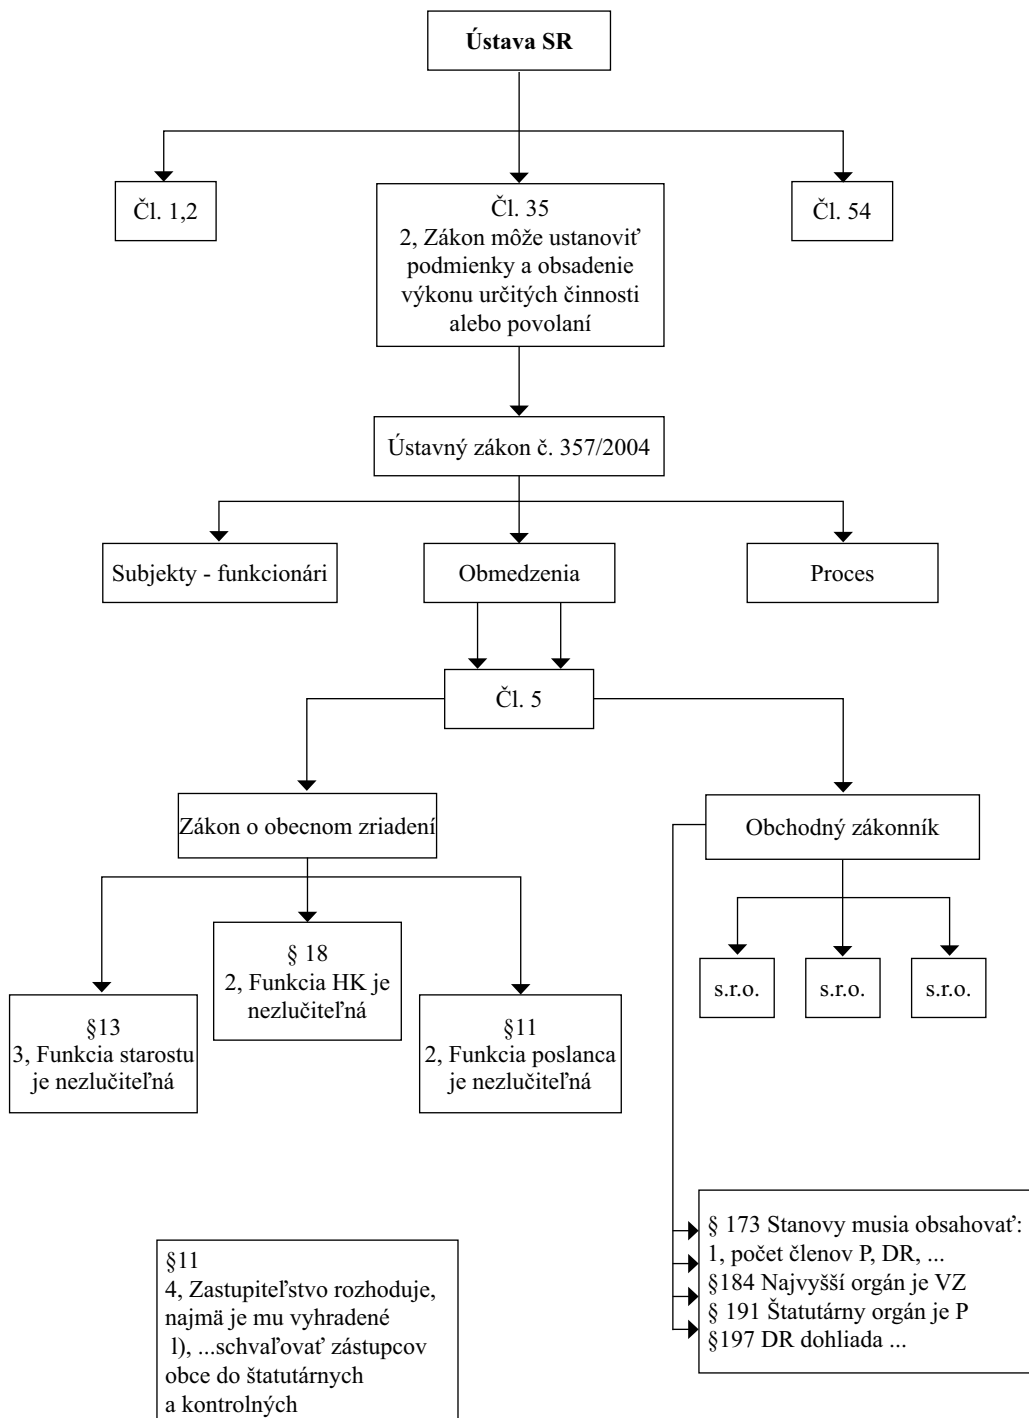 Ústava SR
Čl. 1,2
Čl. 35
2, Zákon môže ustanoviť
podmienky a obsadenie
výkonu určitých činnosti
alebo povolaní
Čl. 54
Ústavný zákon č. 357/2004
Subjekty - funkcionári
Obmedzenia
Proces
Čl. 5
Zákon o obecnom zriadení
Obchodný zákonník
§13
3, Funkcia starostu
je nezlučiteľná
§ 18
2, Funkcia HK je
nezlučiteľná
§11
2, Funkcia poslanca
je nezlučiteľná
s.r.o.
s.r.o.
s.r.o.
§ 173 Stanovy musia obsahovať:
1, počet členov P, DR, ...
§184 Najvyšší orgán je VZ
§ 191 Štatutárny orgán je P
§197 DR dohliada ...
§11
4, Zastupiteľstvo rozhoduje,
najmä je mu vyhradené
l), ...schvaľovať zástupcov
obce do štatutárnych
a kontrolných